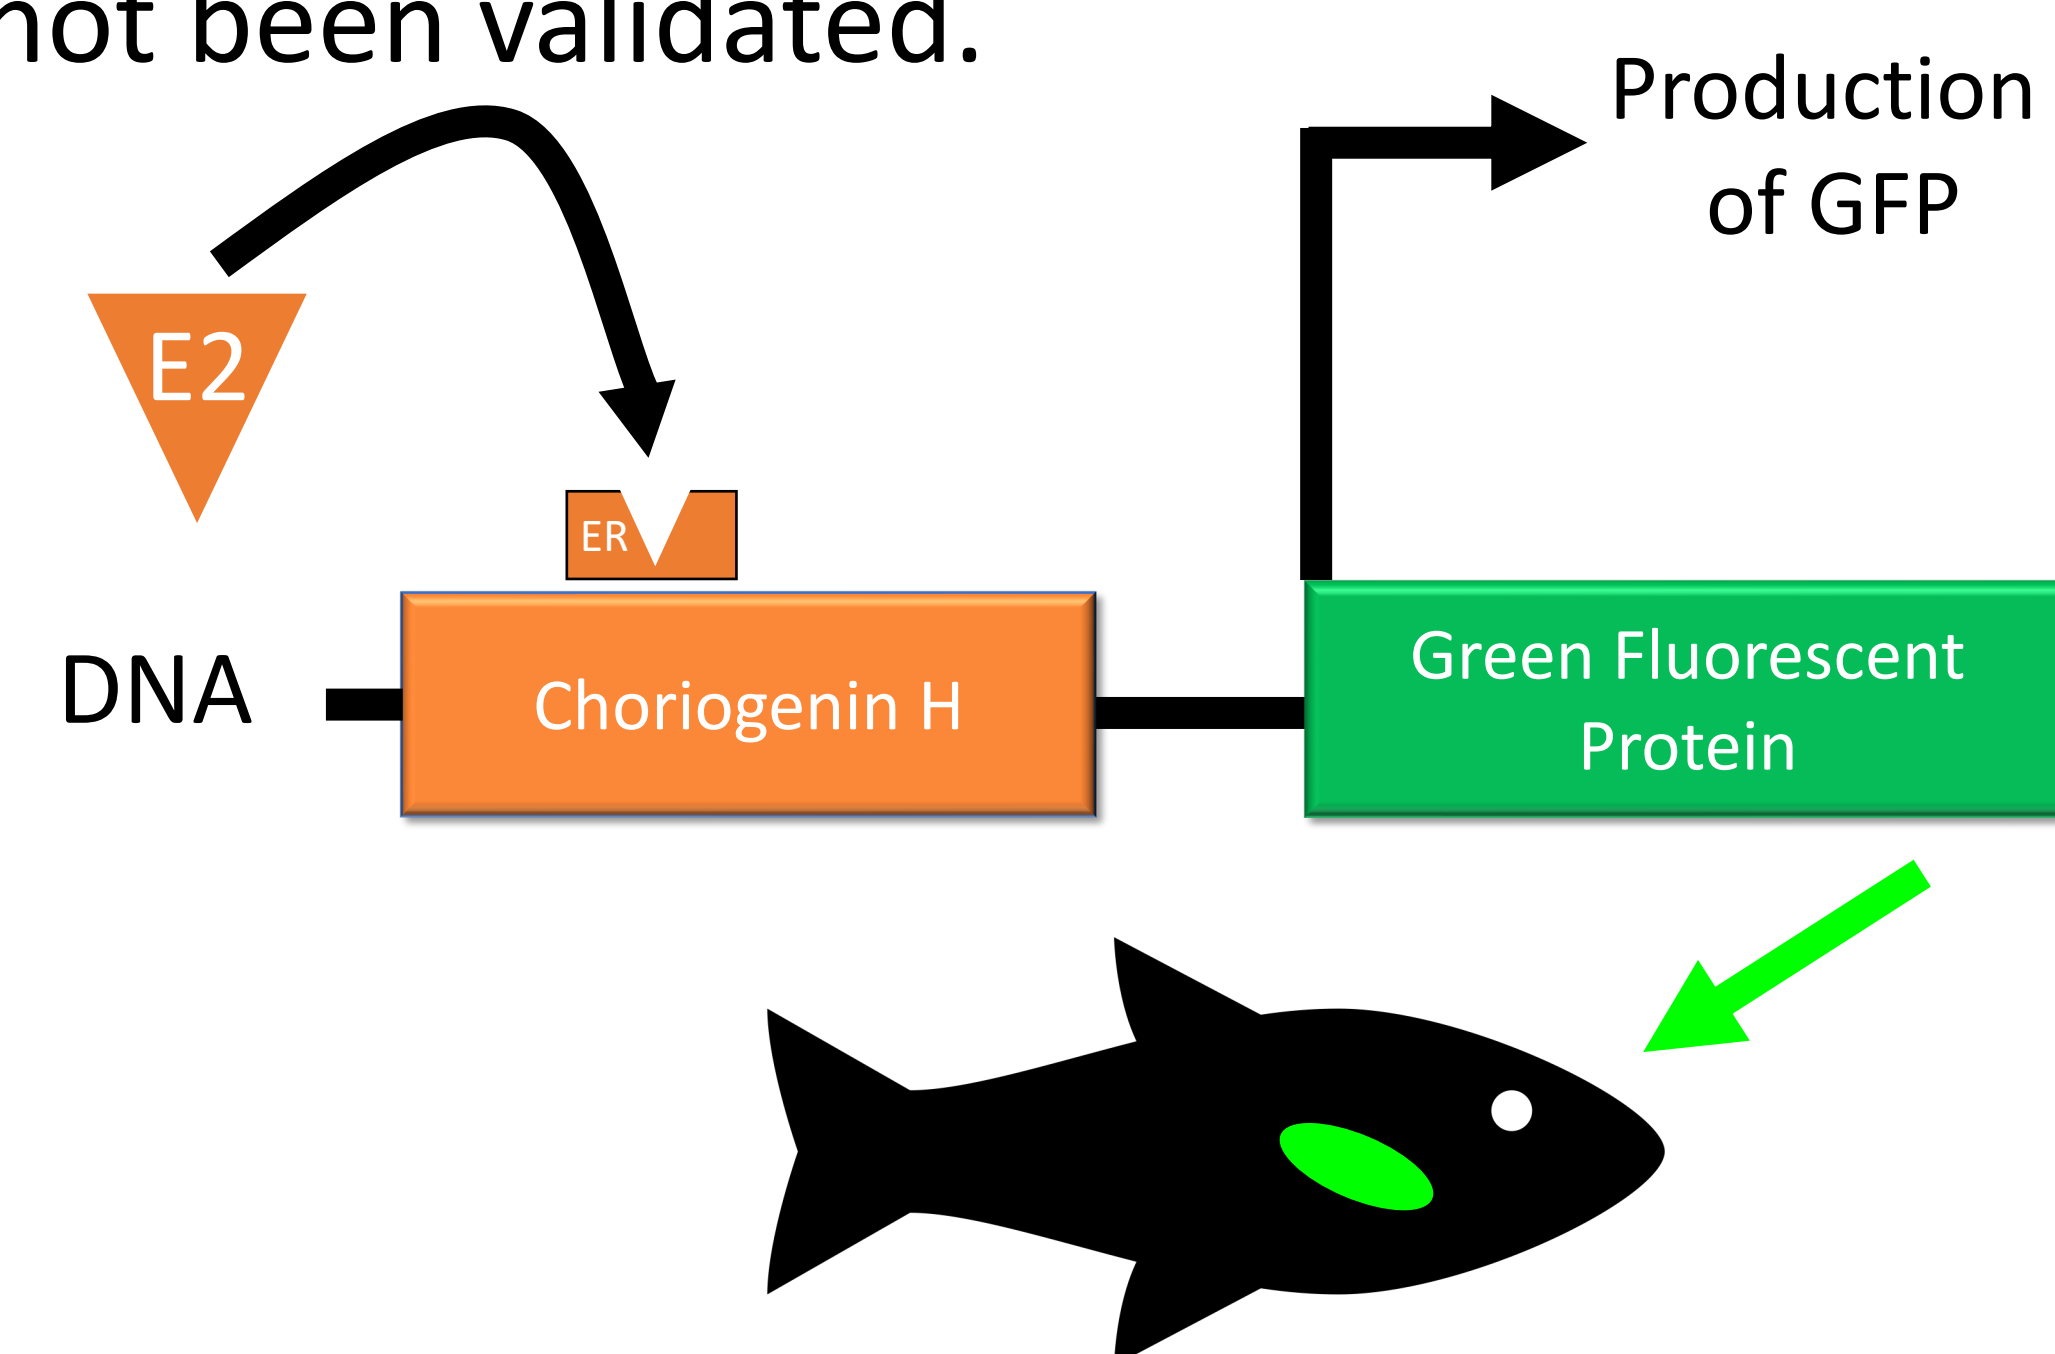 not been validated.
Production
of GFP
E2
ER
DNA
Choriogenin H
Green Fluorescent
Protein